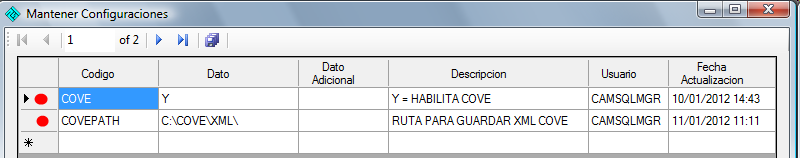 Mantener Configuraciones
1 of 2
Codigo Dato Dato Adicional Descripcion Usuario Fecha Actualizacion
COVE Y Y = HABILITA COVE CAMSQLMGR 10/01/2012 14:43
COVEPATH C:\COVE\XML\ RUTA PARA GUARDAR XML COVE CAMSQLMGR 11/01/2012 11:11